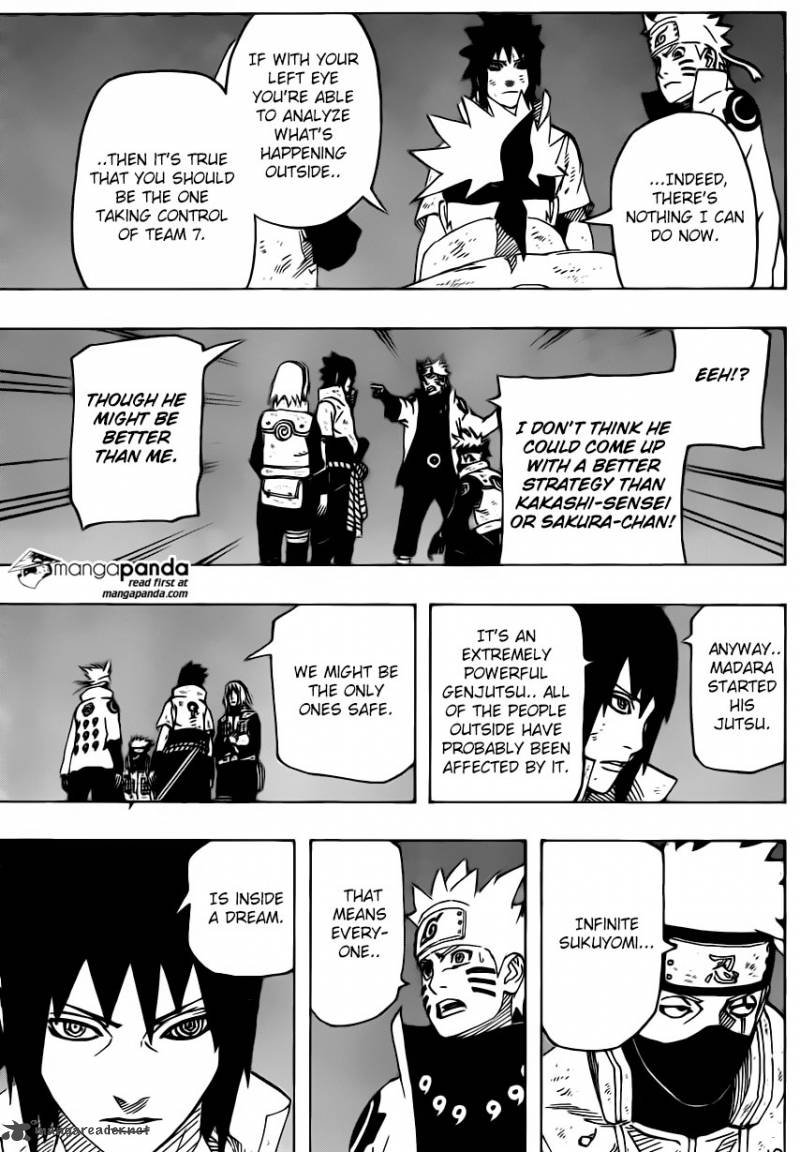 ...INDEED,
THERE'S
NOTHING I CAN
DO NOW.
IF WITH YOUR
LEFT EYE
YOU'RE ABLE
TO ANALYZE
WHAT'S
HAPPENING
OUTSIDE..
..THEN IT'S TRUE
THAT YOU SHOULD
BE THE ONE
TAKING CONTROL
OF TEAM 7.
EEH!?
I DON'T THINK HE
COULD COME UP
WITH A BETTER
STRATEGY THAN
KAKASHI-SENSEI
OR SAKURA-CHAN!
THOUGH HE
MIGHT BE
BETTER
THAN ME.
mangapanda
read first at
mangapanda.com
ANYWAY..
MADARA
STARTED
HIS
JUTSU.
IT'S AN
EXTREMELY
POWERFUL
GENJUTSU.. ALL
OF THE PEOPLE
OUTSIDE HAVE
PROBABLY BEEN
AFFECTED BY IT.
WE MIGHT BE
THE ONLY
ONES SAFE.
INFINITE
SUKUYOMI...
THAT
MEANS
EVERY-
ONE..
IS INSIDE
A DREAM.
忍
mangareader.net